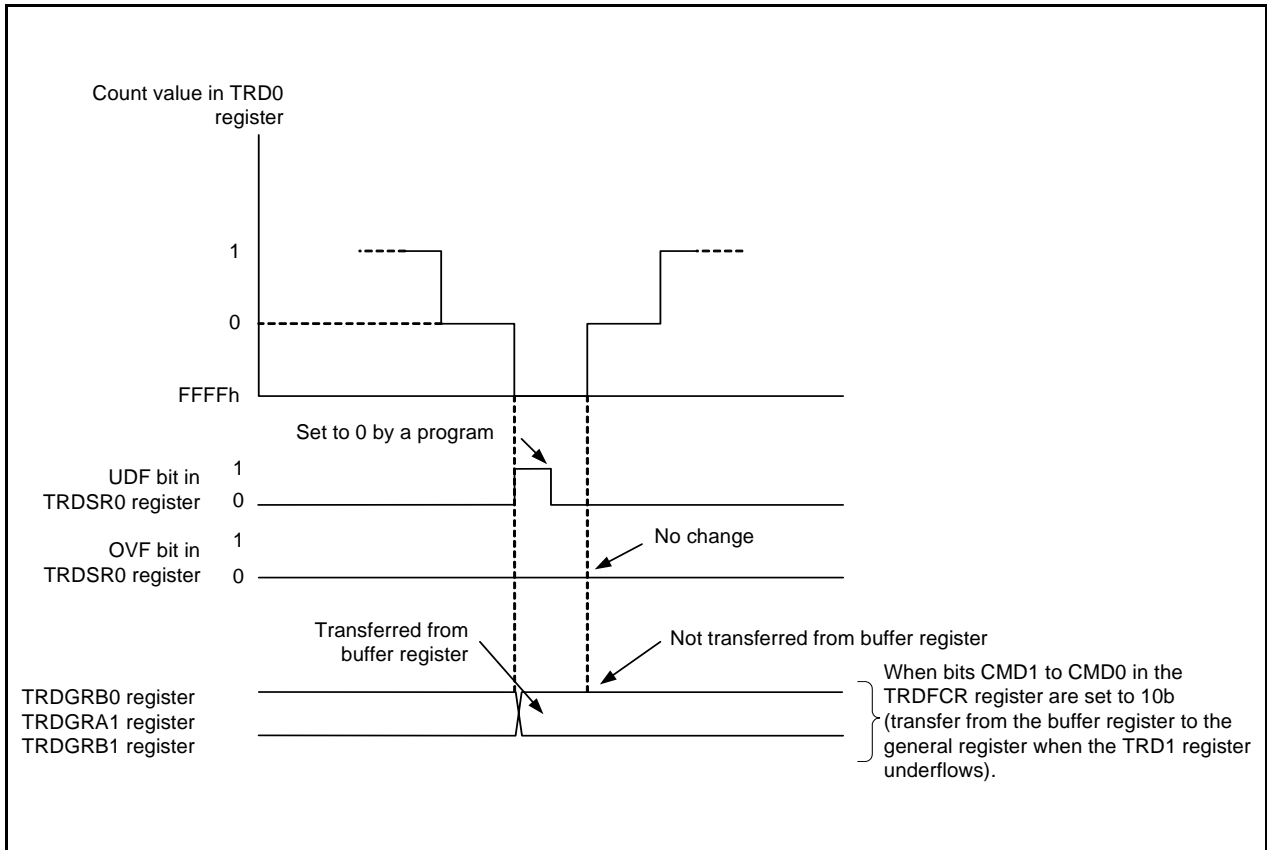 Count value in TRD0
register
1
0
FFFFh
Set to 0 by a program
UDF bit in
TRDSR0 register
1
0
No change
OVF bit in
TRDSR0 register
1
0
Transferred from
buffer register
Not transferred from buffer register
TRDGRB0 register
TRDGRA1 register
TRDGRB1 register
When bits CMD1 to CMD0 in the
TRDFCR register are set to 10b
(transfer from the buffer register to the
general register when the TRD1 register
underflows).